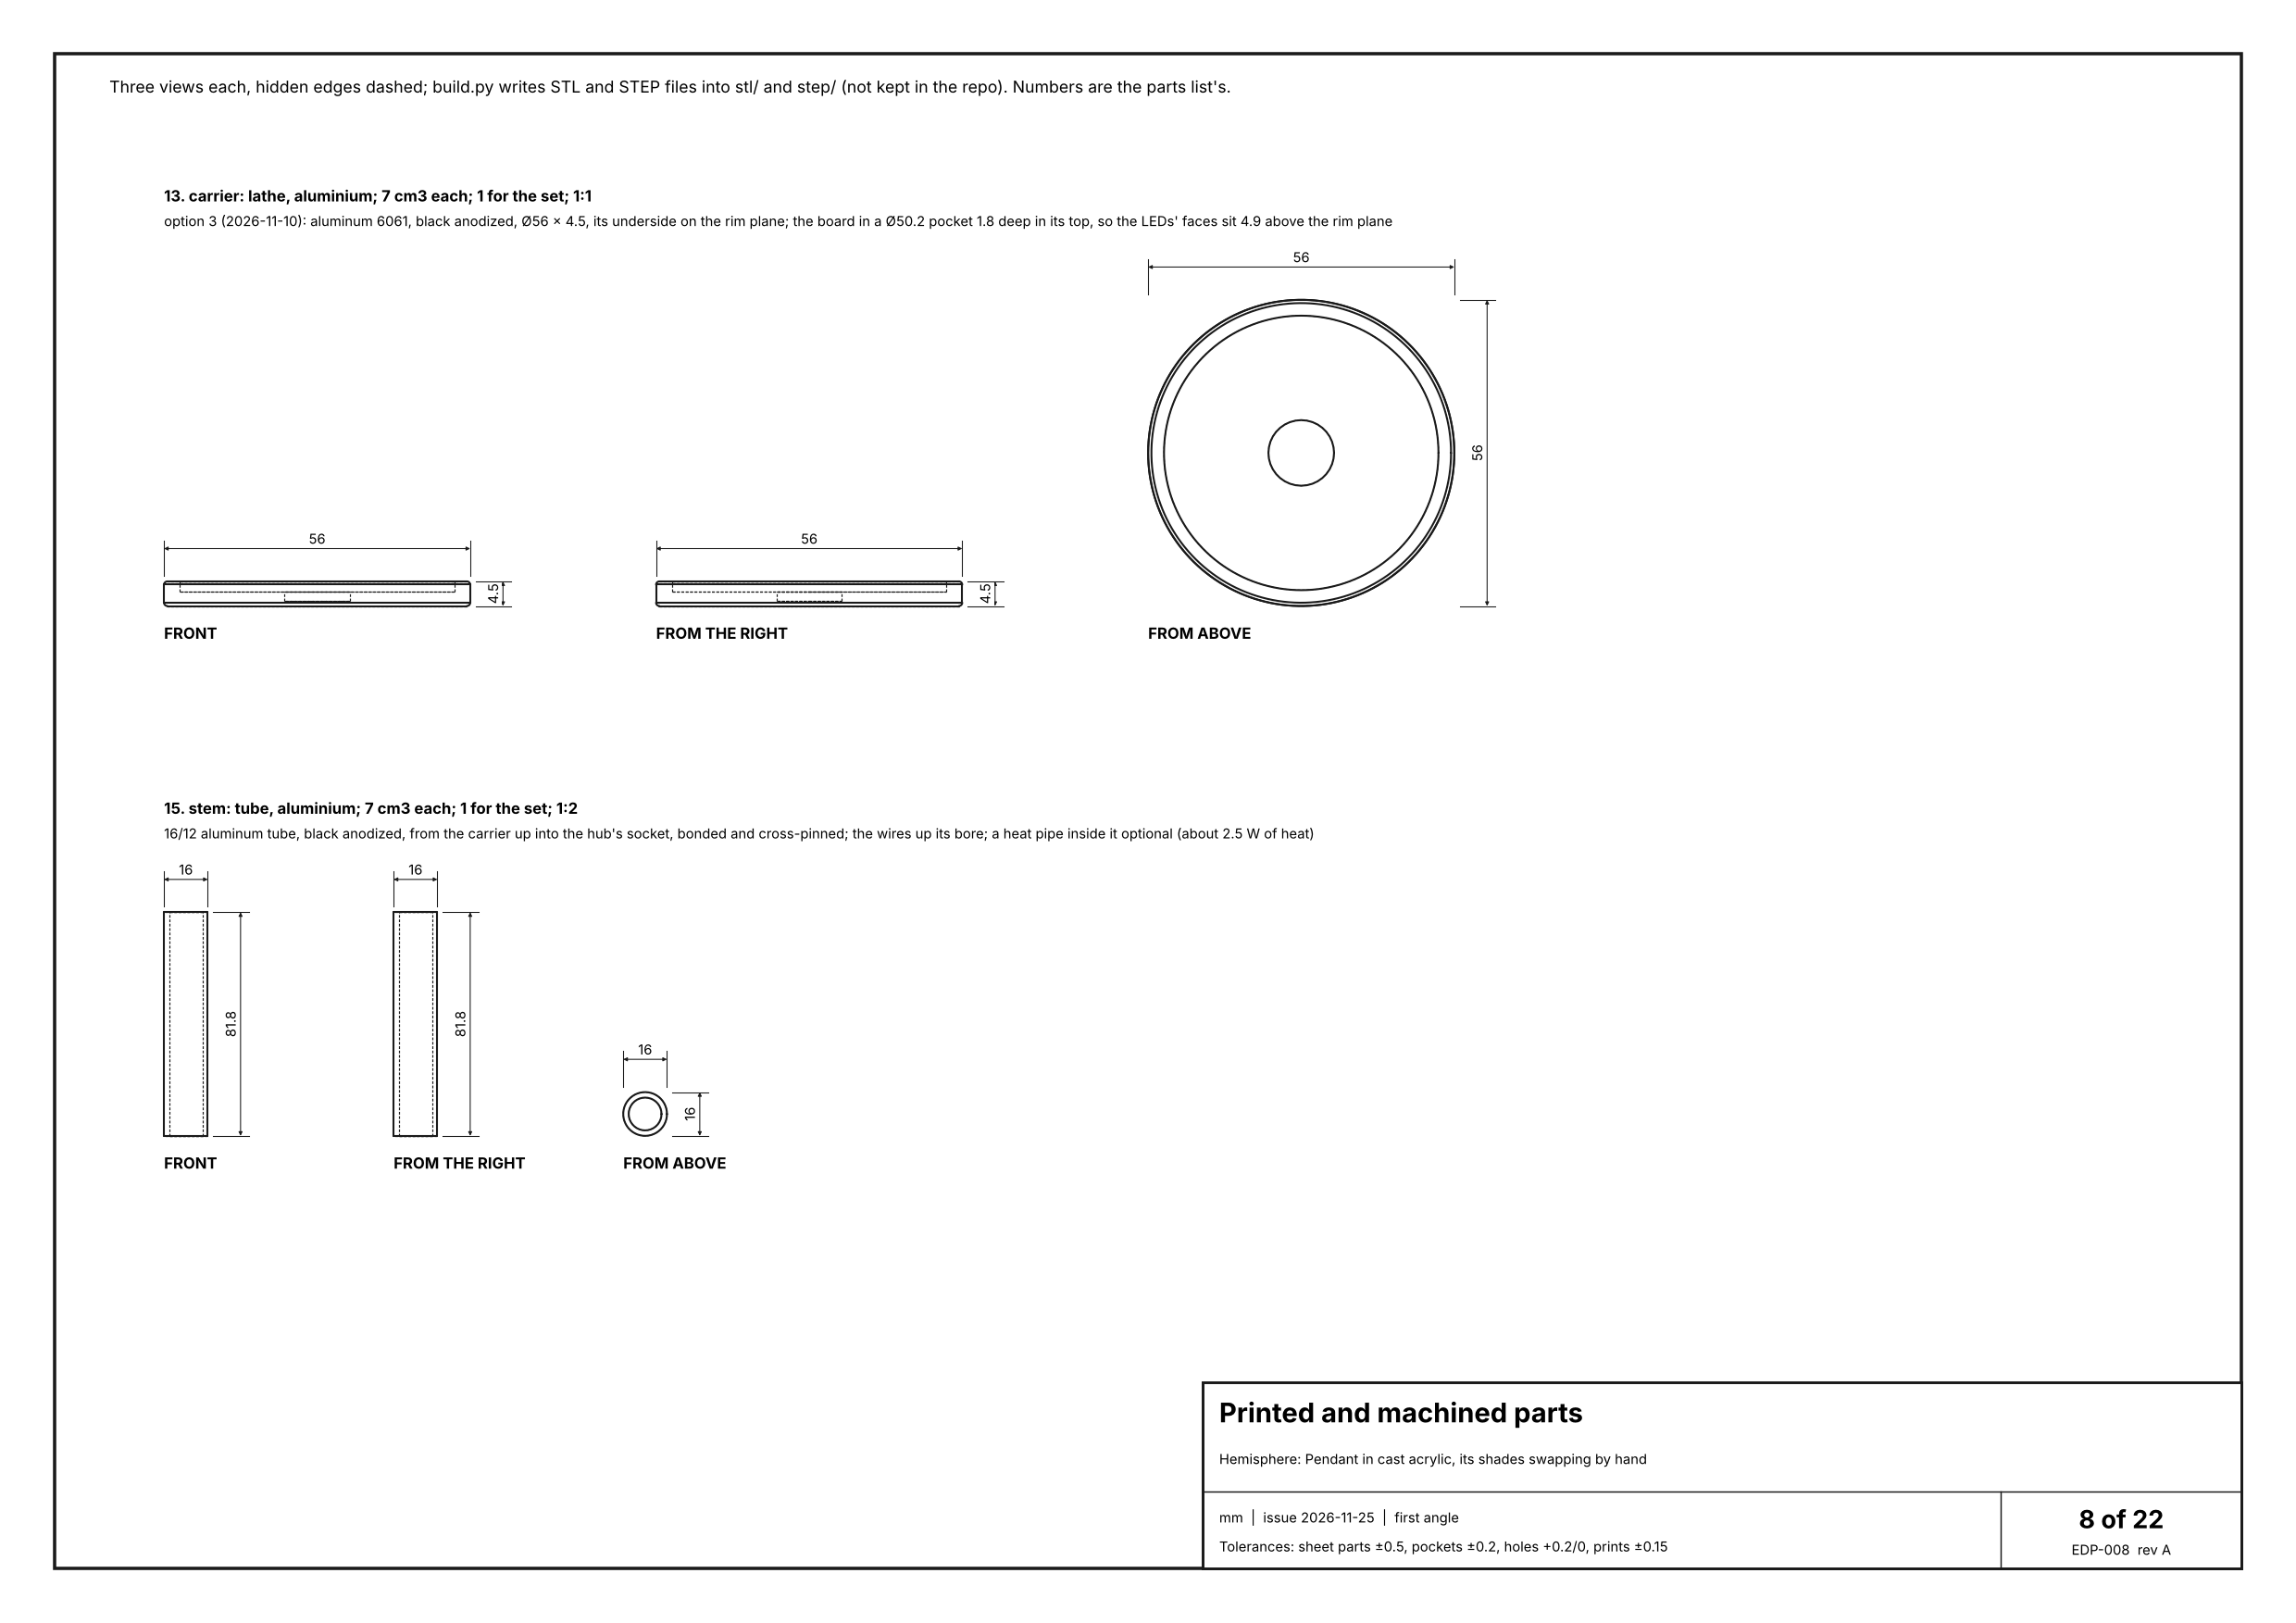 Three views each, hidden edges dashed; build.py writes STL and STEP files into stl/ and step/ (not kept in the repo). Numbers are the parts list's.
13. carrier: lathe, aluminium; 7 cm3 each; 1 for the set; 1:1
option 3 (2026-11-10): aluminum 6061, black anodized, Ø56 × 4.5, its underside on the rim plane; the board in a Ø50.2 pocket 1.8 deep in its top, so the LEDs' faces sit 4.9 above the rim plane
56
56
56
56
4.5
4.5
FRONT
FROM THE RIGHT
FROM ABOVE
15. stem: tube, aluminium; 7 cm3 each; 1 for the set; 1:2
16/12 aluminum tube, black anodized, from the carrier up into the hub's socket, bonded and cross-pinned; the wires up its bore; a heat pipe inside it optional (about 2.5 W of heat)
16
16
81.8
81.8
16
16
FRONT
FROM THE RIGHT
FROM ABOVE
Printed and machined parts
Hemisphere: Pendant in cast acrylic, its shades swapping by hand
mm | issue 2026-11-25 | first angle
Tolerances: sheet parts ±0.5, pockets ±0.2, holes +0.2/0, prints ±0.15
8 of 22
EDP-008 rev A